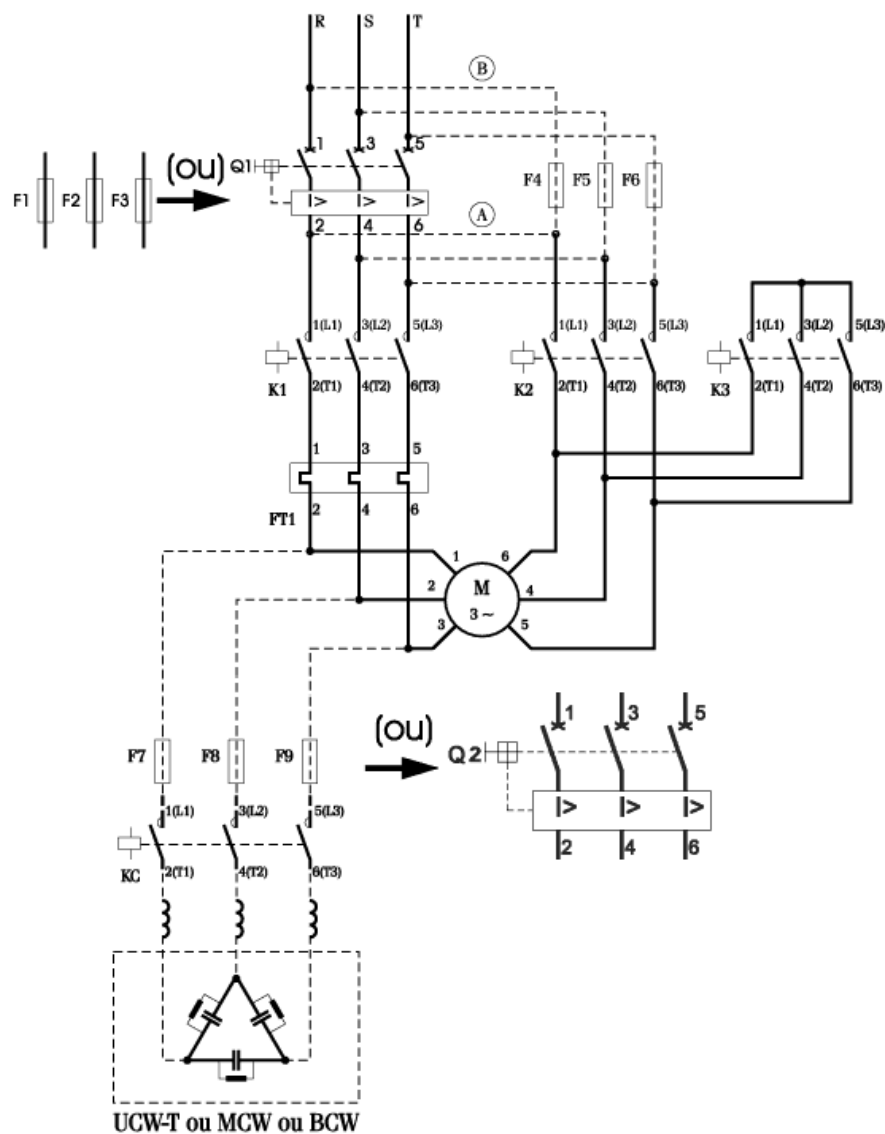 R S T
B
1 3 5
Q1
(ou)
F1 F2 F3
F4 F5 F6
I> I> I>
2 4 6
A
1(L1) 3(L2) 5(L3)
1(L1) 3(L2) 5(L3)
1(L1) 3(L2) 5(L3)
K1
2(T1) 4(T2) 6(T3)
K2
2(T1) 4(T2) 6(T3)
K3
2(T1) 4(T2) 6(T3)
1 3 5
FT1
2 4 6
1 6
2 M 4
3 ~
3 5
(ou)
1 3 5
Q2
I> I> I>
2 4 6
F7 F8 F9
1(L1) 3(L2) 5(L3)
KC
2(T1) 4(T2) 6(T3)
UCW-T ou MCW ou BCW